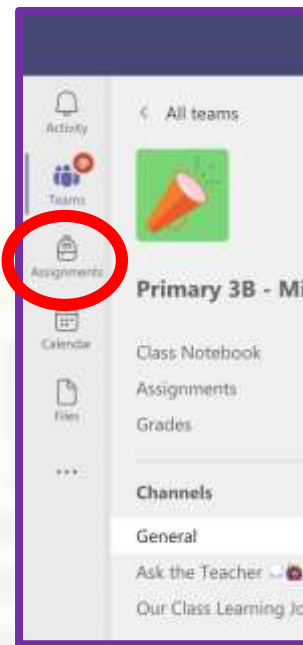 Activity
Teams
Assignments
Calendar
Files
...
< All teams
Primary 3B - Mi
Class Notebook
Assignments
Grades
Channels
General
Ask the Teacher
Our Class Learning Jo